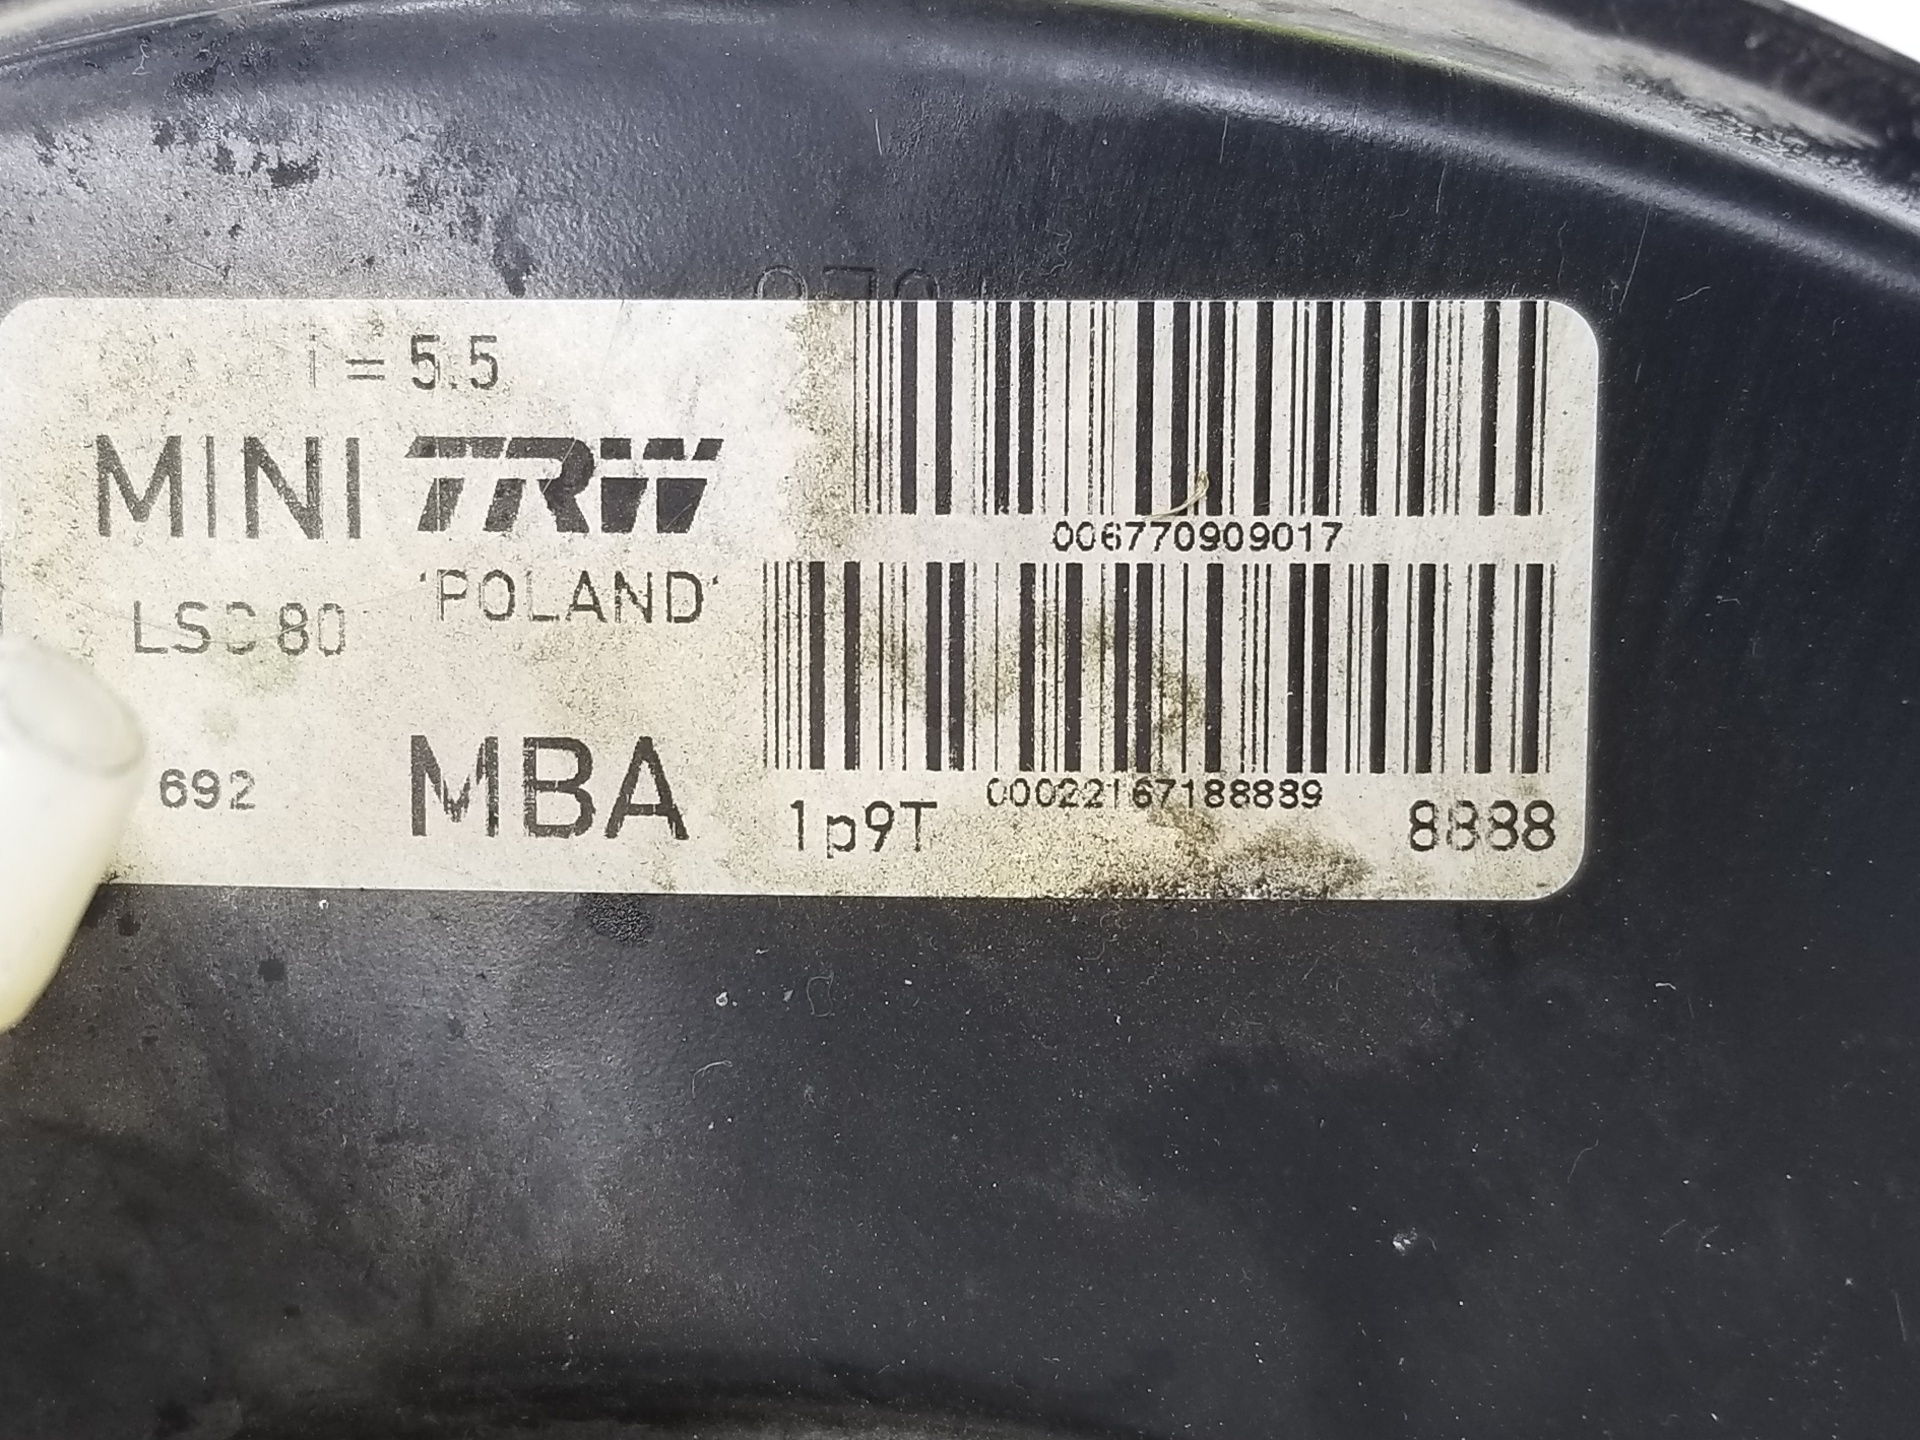 i = 5.5
MINI TRW
006770909017
'POLAND'
LSC80
692
MBA
00022167188889
1p9T
8888